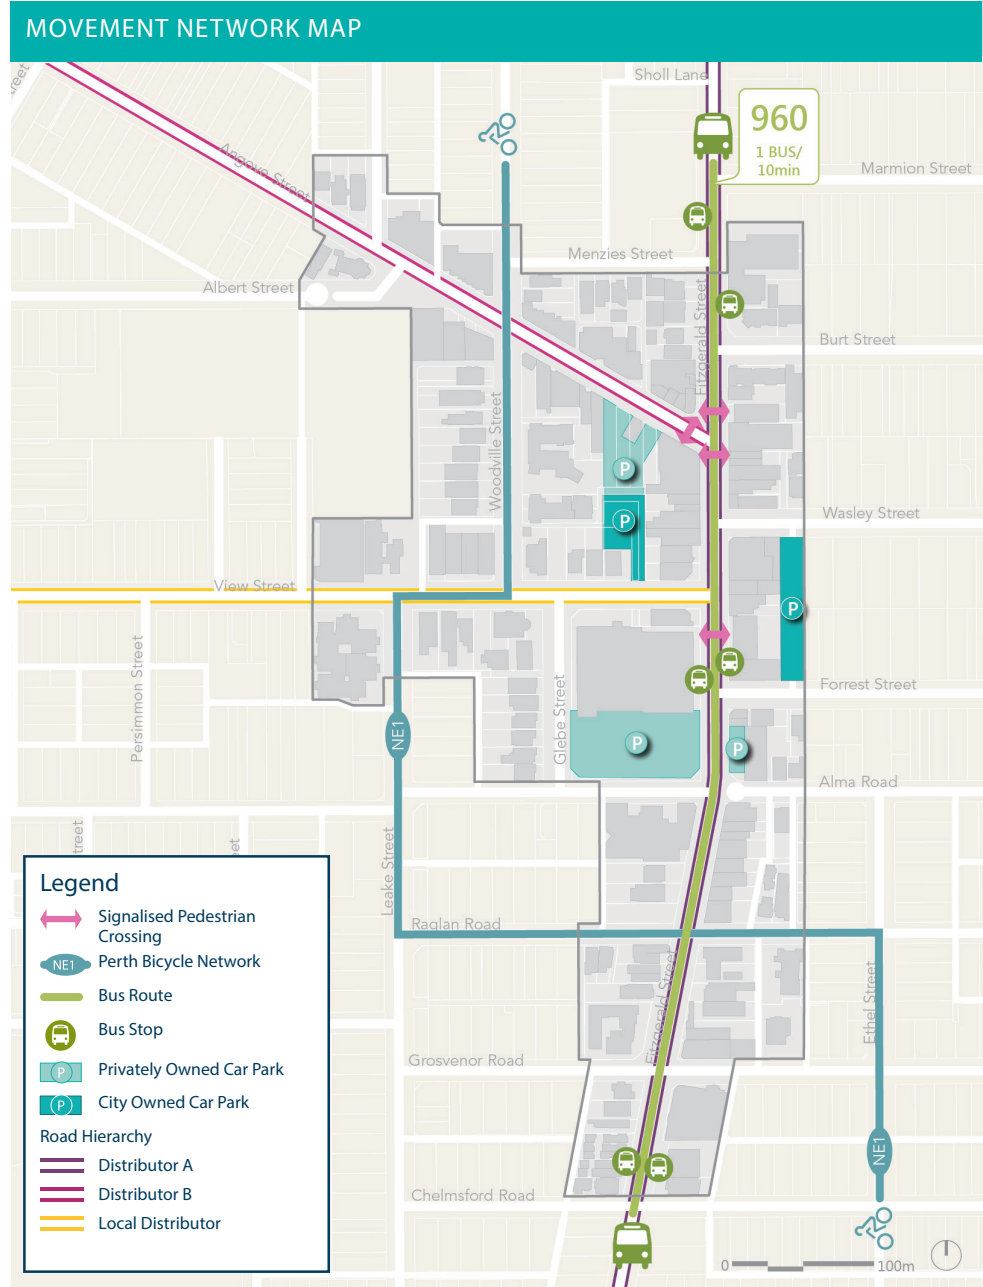 MOVEMENT NETWORK MAP
Sholl Lane
960
1 BUS/
10min
Marmion Street
Angove Street
Menzies Street
Albert Street
Fitzgerald Street
Burt Street
Woodville Street
P
P
Wasley Street
View Street
P
Persimmon Street
Glebe Street
Forrest Street
NE1
P
P
Alma Road
Leake Street
Raglan Road
Fitzgerald Street
Ethel Street
Grosvenor Road
NE1
Chelmsford Road
0
100m
Legend
Signalised Pedestrian
Crossing
NE1
Perth Bicycle Network
Bus Route
Bus Stop
P
Privately Owned Car Park
P
City Owned Car Park
Road Hierarchy
Distributor A
Distributor B
Local Distributor